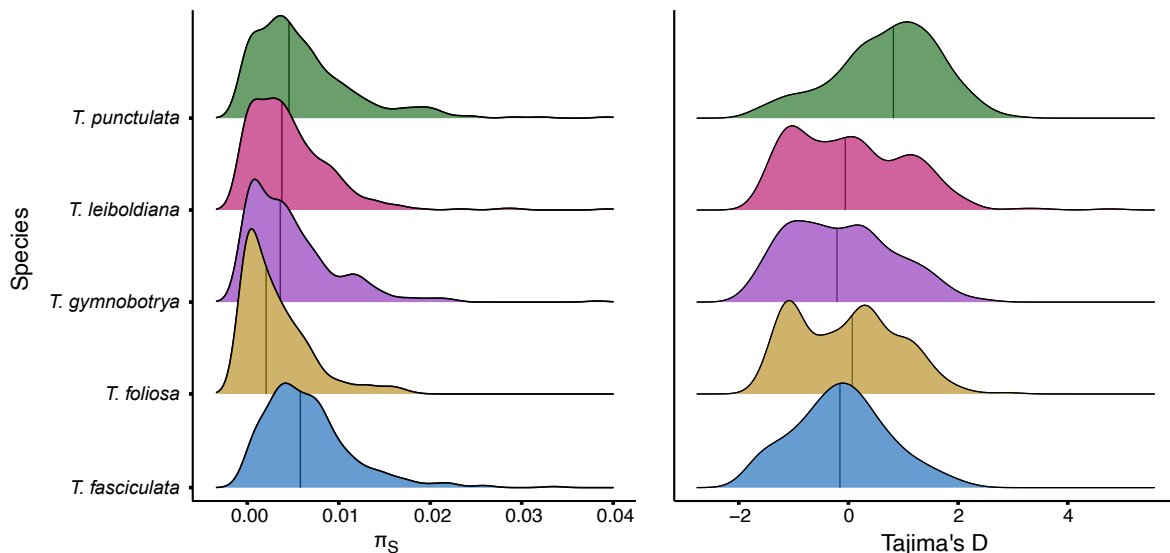 Species
T. punctulata
T. leiboldiana
T. gymnobotrya
T. foliosa
T. fasciculata
0.00 0.01 0.02 0.03 0.04
πS
−2 0 2 4
Tajima's D